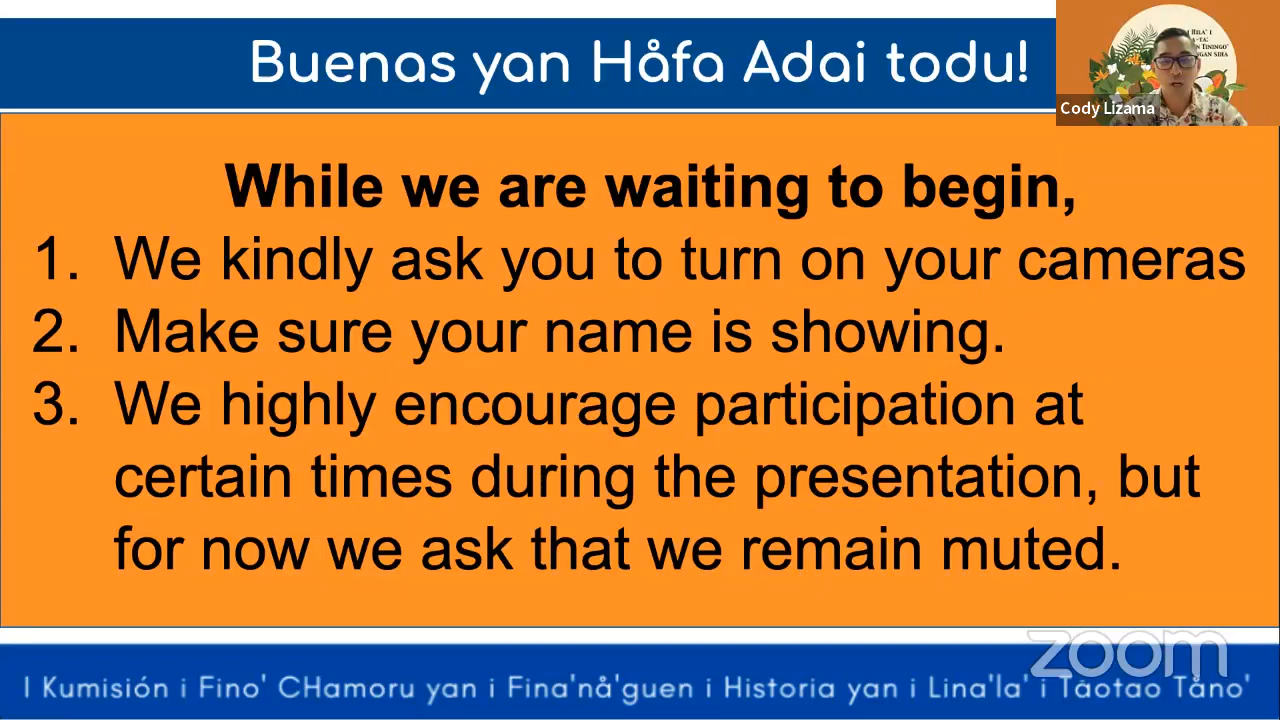 Buenas yan Håfa Adai todu!
Cody Lizama
While we are waiting to begin,
1. We kindly ask you to turn on your cameras
2. Make sure your name is showing.
3. We highly encourage participation at
certain times during the presentation, but
for now we ask that we remain muted.
zoom
I Kumisión i Fino' CHamoru yan i Fina'nå'guen i Historia yan i Lina'la' i Tåotao Tåno'